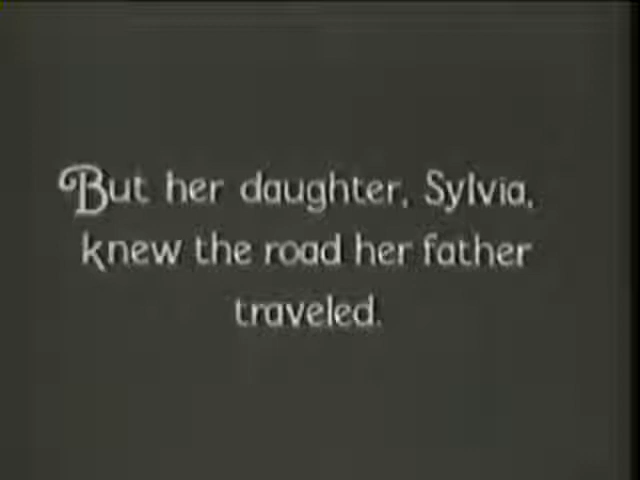 But her daughter, Sylvia,
knew the road her father
traveled.